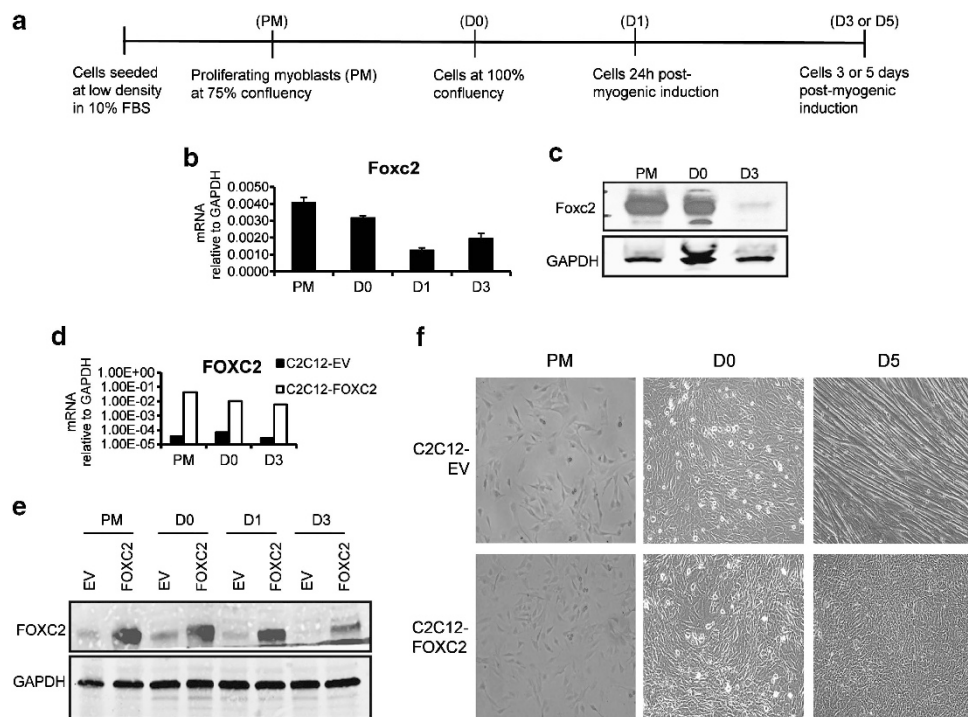 a
(PM) (D0) (D1) (D3 or D5)
Cells seeded
at low density
in 10% FBS
Proliferating myoblasts (PM)
at 75% confluency
Cells at 100%
confluency
Cells 24h post-
myogenic induction
Cells 3 or 5 days
post-myogenic
induction
b
Foxc2
mRNA
relative to GAPDH
0.0050
0.0040
0.0030
0.0020
0.0010
0.0000
PM D0 D1 D3
c
PM D0 D3
Foxc2
GAPDH
d
FOXC2
C2C12-EV
C2C12-FOXC2
mRNA
relative to GAPDH
1.00E+00
1.00E-01
1.00E-02
1.00E-03
1.00E-04
1.00E-05
PM D0 D3
e
PM D0 D1 D3
EV FOXC2 EV FOXC2 EV FOXC2 EV FOXC2
FOXC2
GAPDH
f
PM D0 D5
C2C12-
EV
C2C12-
FOXC2